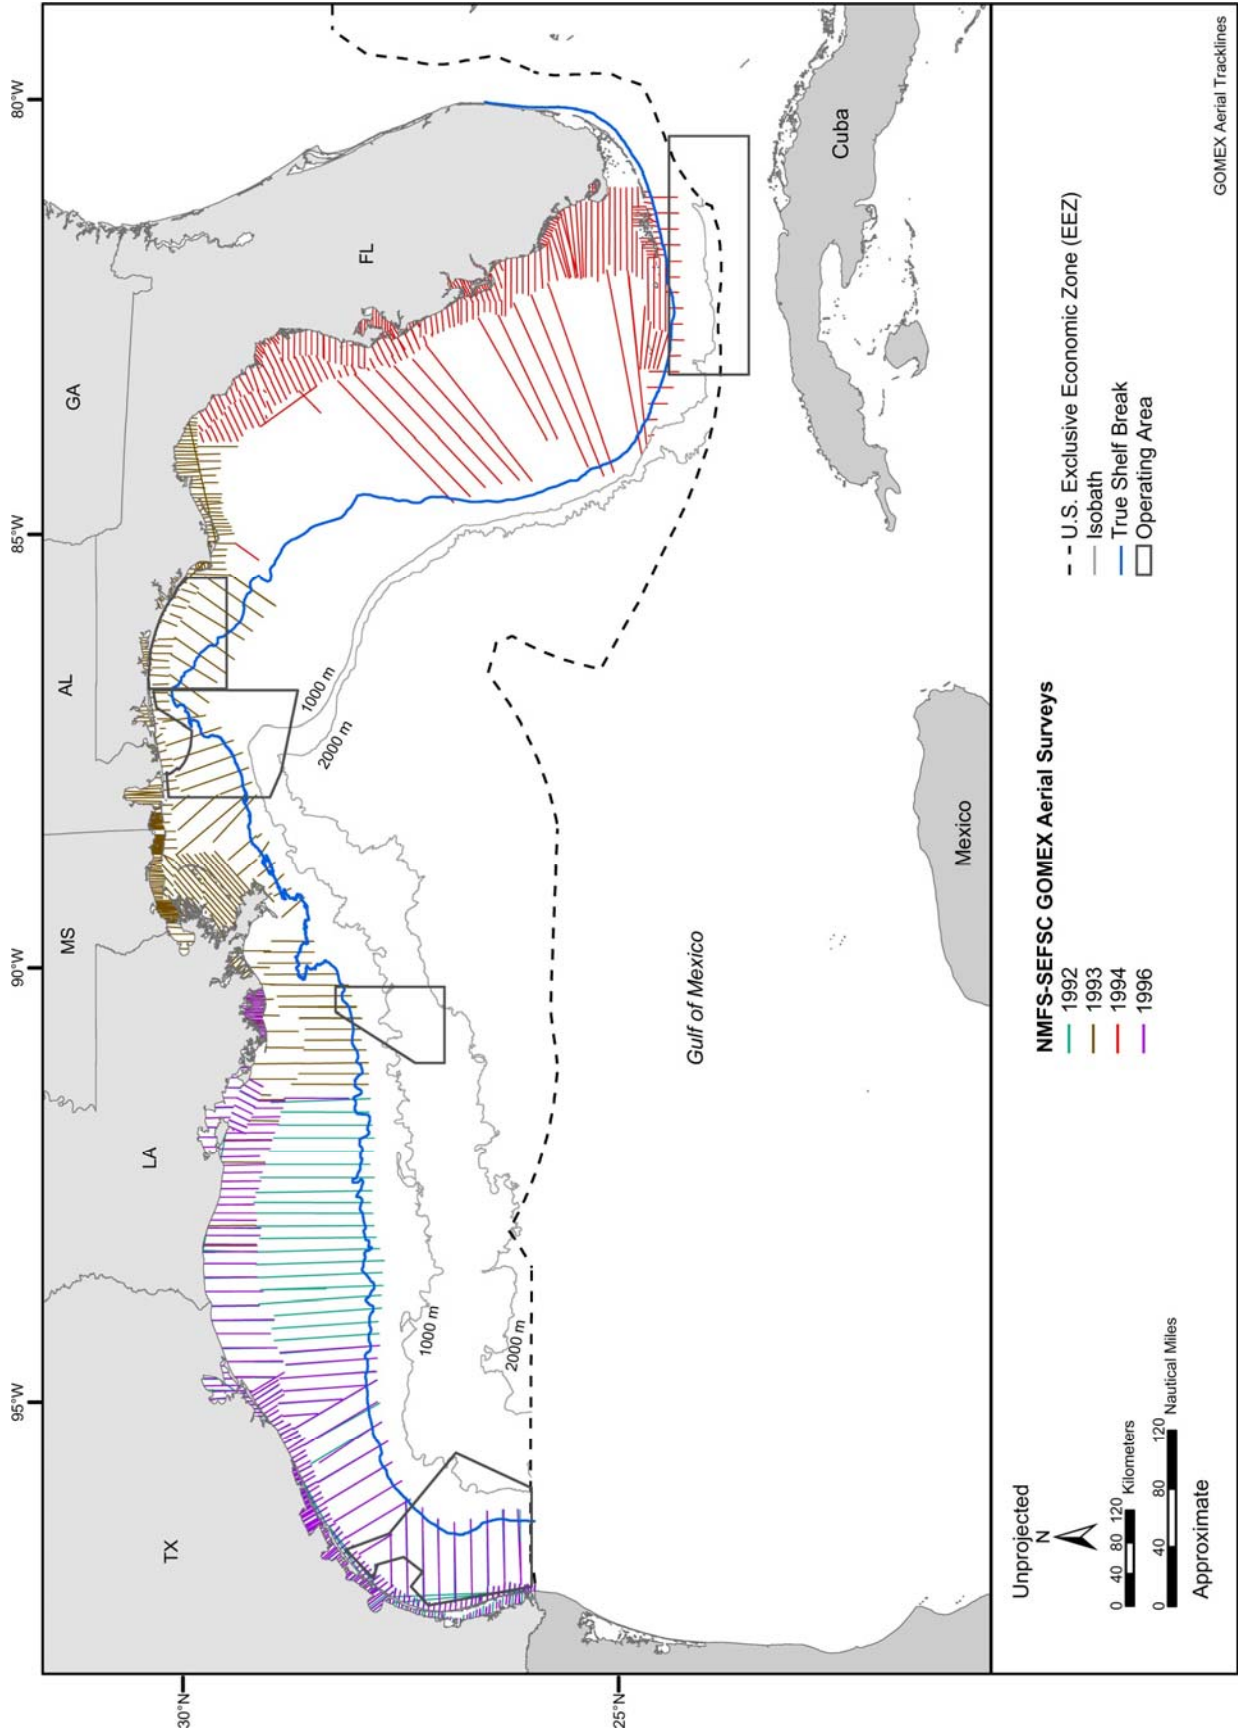 95°W
90°W
85°W
80°W
30°N
25°N
TX
LA
MS
AL
GA
FL
1000 m
2000 m
1000 m
2000 m
Gulf of Mexico
Mexico
Cuba
Unprojected
N
0 40 80 120
Kilometers
0 40 80 120
Nautical Miles
Approximate
NMFS-SEFSC GOMEX Aerial Surveys
1992
1993
1994
1996
U.S. Exclusive Economic Zone (EEZ)
Isobath
True Shelf Break
Operating Area
GOMEX Aerial Tracklines